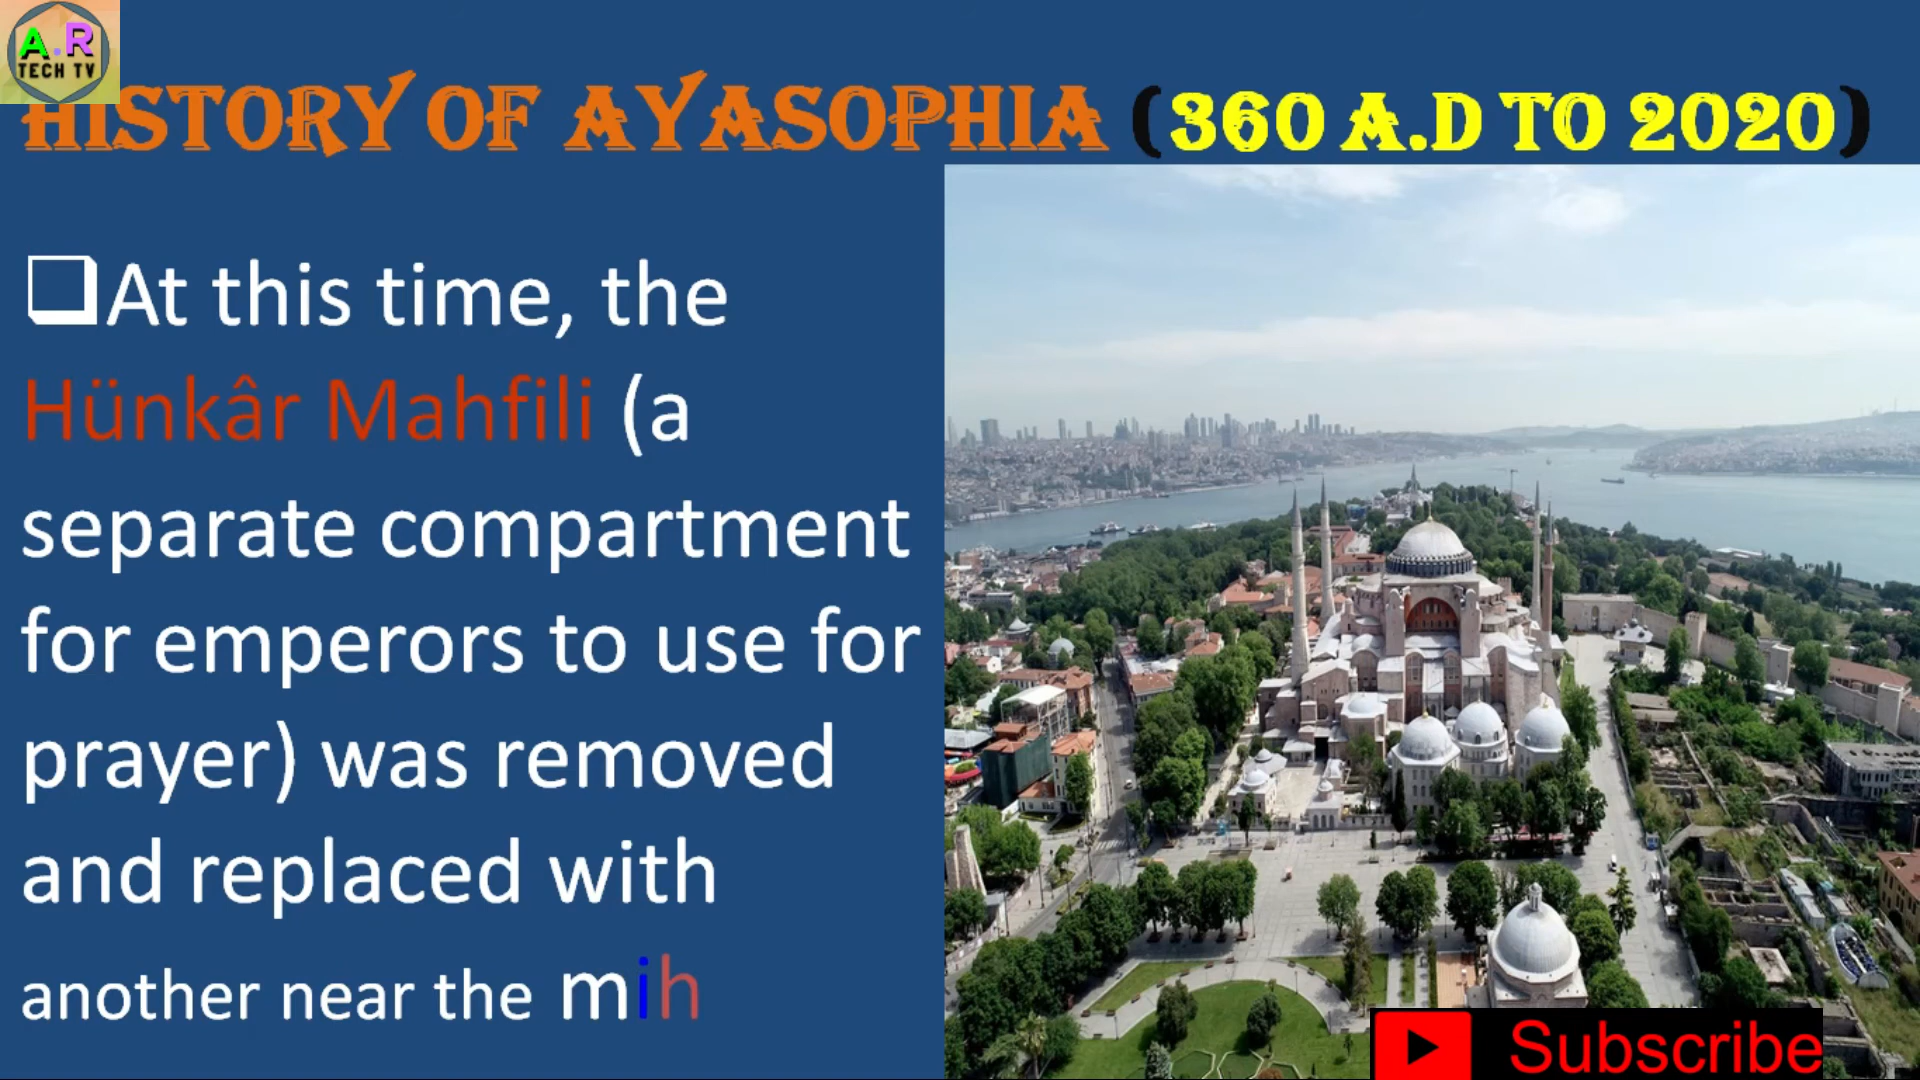 A.R
TECH TV
HISTORY OF AYASOPHIA (360 A.D TO 2020)
❑At this time, the
Hünkâr Mahfili (a
separate compartment
for emperors to use for
prayer) was removed
and replaced with
another near the mih
Subscribe